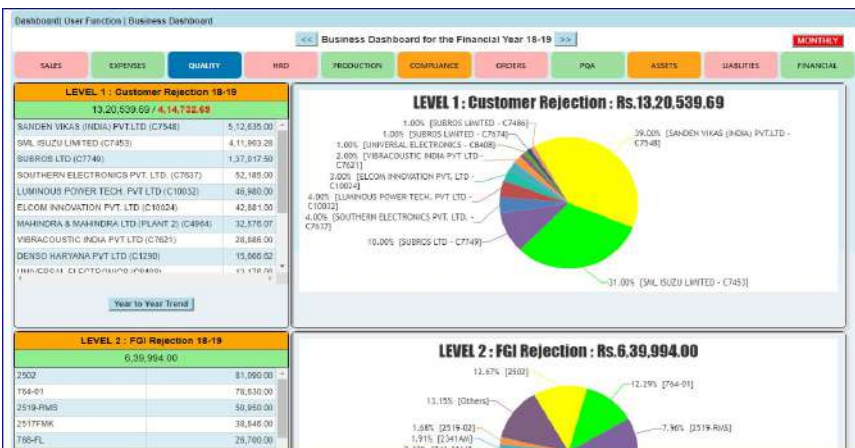 Dashboard| User Function | Business Dashboard
<< Business Dashboard for the Financial Year 18-19 >>
MONTHLY
SALES EXPENSES QUALITY HRD PRODUCTION COMPLIANCE ORDERS PQA ASSETS LIABLITIES FINANCIAL
LEVEL 1 : Customer Rejection 18-19
13,20,539.69 / 4,14,732.69
SANDEN VIKAS (INDIA) PVT.LTD (C7548) 5,12,635.00
SML ISUZU LIMITED (C7453) 4,11,903.28
SUBROS LTD (C7749) 1,37,017.50
SOUTHERN ELECTRONICS PVT. LTD. (C7637) 52,185.00
LUMINOUS POWER TECH. PVT LTD (C10032) 46,980.00
ELCOM INNOVATION PVT. LTD (C10024) 42,881.00
MAHINDRA & MAHINDRA LTD (PLANT 2) (C4964) 32,576.07
VIBRACOUSTIC INDIA PVT LTD (C7621) 28,686.00
DENSO HARYANA PVT LTD (C1290) 15,666.62
Year to Year Trend
LEVEL 1 : Customer Rejection : Rs.13,20,539.69
1.00% [SUBROS LIMITED - C7486]
1.00% [SUBROS LIMITED - C7674]
1.00% [UNIVERSAL ELECTRONICS - C8408]
2.00% [VIBRACOUSTIC INDIA PVT LTD -
C7621]
3.00% [ELCOM INNOVATION PVT. LTD -
C10024]
4.00% [LUMINOUS POWER TECH. PVT LTD -
C10032]
4.00% [SOUTHERN ELECTRONICS PVT. LTD. -
C7637]
10.00% [SUBROS LTD - C7749]
39.00% [SANDEN VIKAS (INDIA) PVT.LTD -
C7548]
31.00% [SML ISUZU LIMITED - C7453]
LEVEL 2 : FGI Rejection 18-19
6,39,994.00
2502 81,090.00
764-01 78,630.00
2519-RMS 50,950.00
2517FMK 38,646.00
768-FL 26,700.00
LEVEL 2 : FGI Rejection : Rs.6,39,994.00
12.67% [2502]
12.29% [764-01]
13.15% [Others]
7.96% [2519-RMS]
1.68% [2519-02]
1.91% [2341AM]